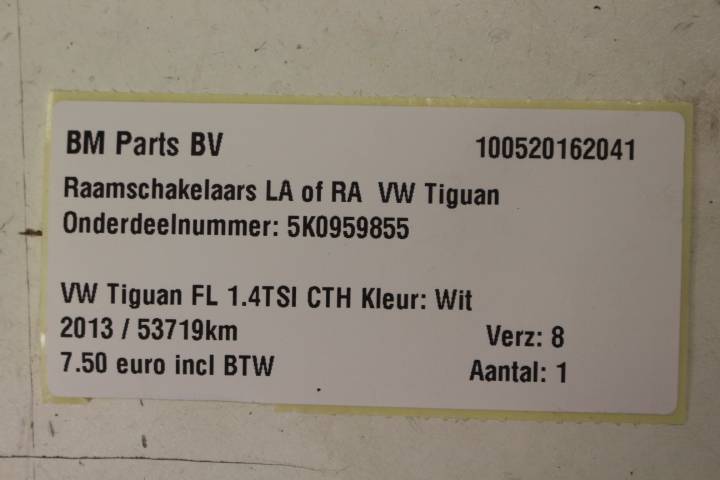 BM Parts BV 100520162041
Raamschakelaars LA of RA VW Tiguan
Onderdeelnummer: 5K0959855
VW Tiguan FL 1.4TSI CTH Kleur: Wit
2013 / 53719km Verz: 8
7.50 euro incl BTW Aantal: 1